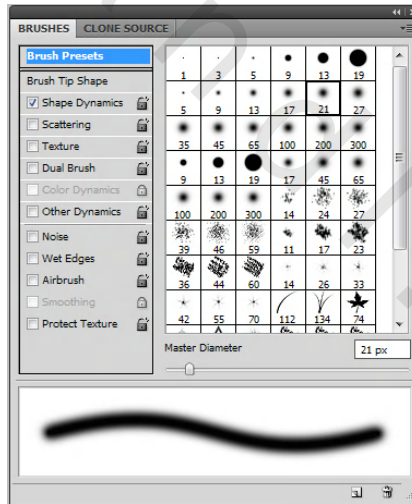 BRUSHES CLONE SOURCE
Brush Presets
Brush Tip Shape
Shape Dynamics
Scattering
Texture
Dual Brush
Color Dynamics
Other Dynamics
Noise
Wet Edges
Airbrush
Smoothing
Protect Texture
1 3 5 9 13 19
5 9 13 17 21 27
35 45 65 100 200 300
9 13 19 17 45 65
100 200 300 14 24 27
39 46 59 11 17 23
36 44 60 14 26 33
42 55 70 112 134 74
Master Diameter 21 px